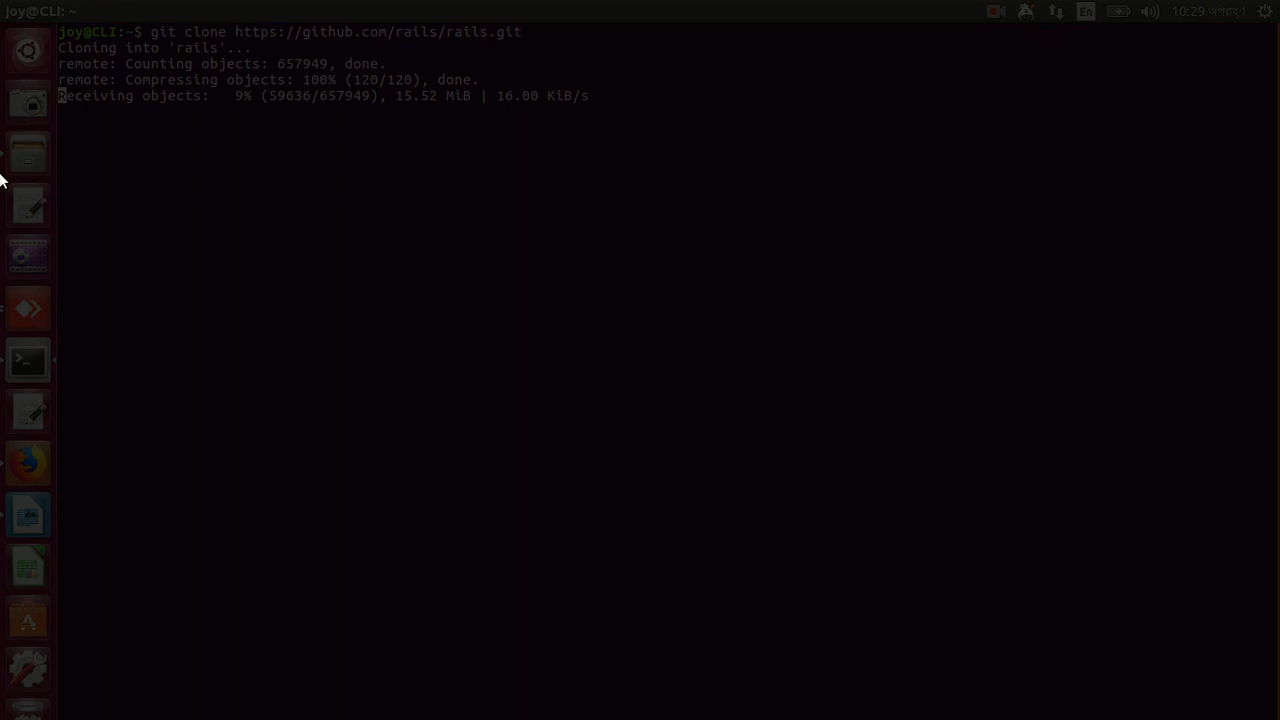 joy@CLI: ~
En
10:29 অপরাহ্ণ
joy@CLI:~$ git clone https://github.com/rails/rails.git
Cloning into 'rails'...
remote: Counting objects: 657949, done.
remote: Compressing objects: 100% (120/120), done.
Receiving objects:   9% (59636/657949), 15.52 MiB | 16.00 KiB/s